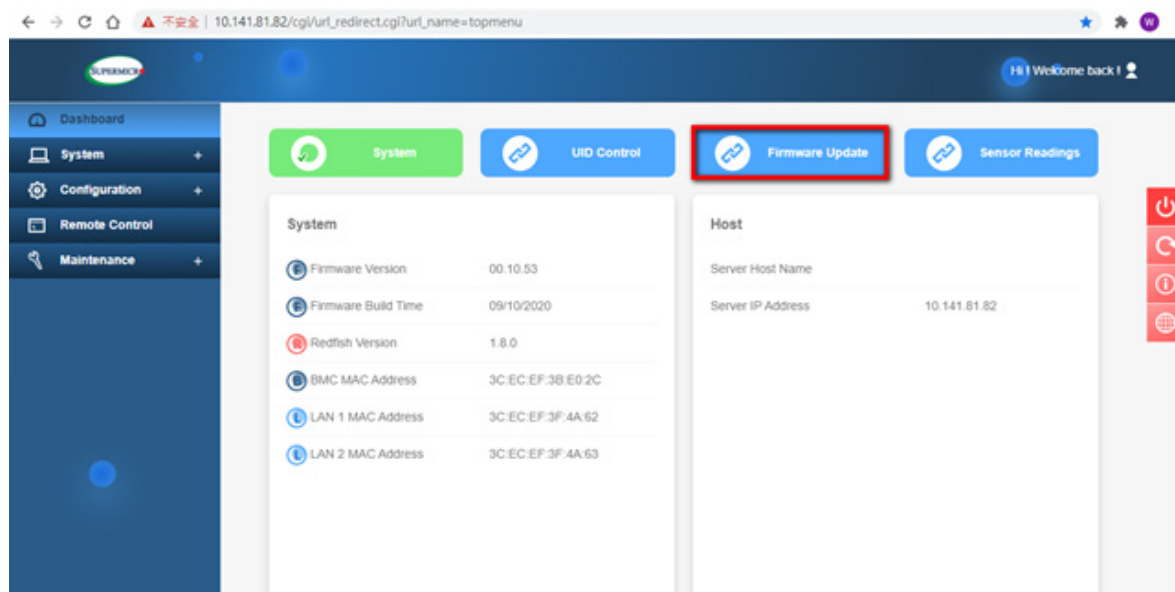 不安全 | 10.141.81.82/cgi/url_redirect.cgi?url_name=topmenu
W
SUPERMICR
Hi ! Welcome back !
Dashboard
System +
Configuration +
Remote Control
Maintenance +
System
UID Control
Firmware Update
Sensor Readings
System
F Firmware Version 00.10.53
F Firmware Build Time 09/10/2020
R Redfish Version 1.8.0
B BMC MAC Address 3C:EC:EF:3B:E0:2C
L LAN 1 MAC Address 3C:EC:EF:3F:4A:62
L LAN 2 MAC Address 3C:EC:EF:3F:4A:63
Host
Server Host Name
Server IP Address 10.141.81.82